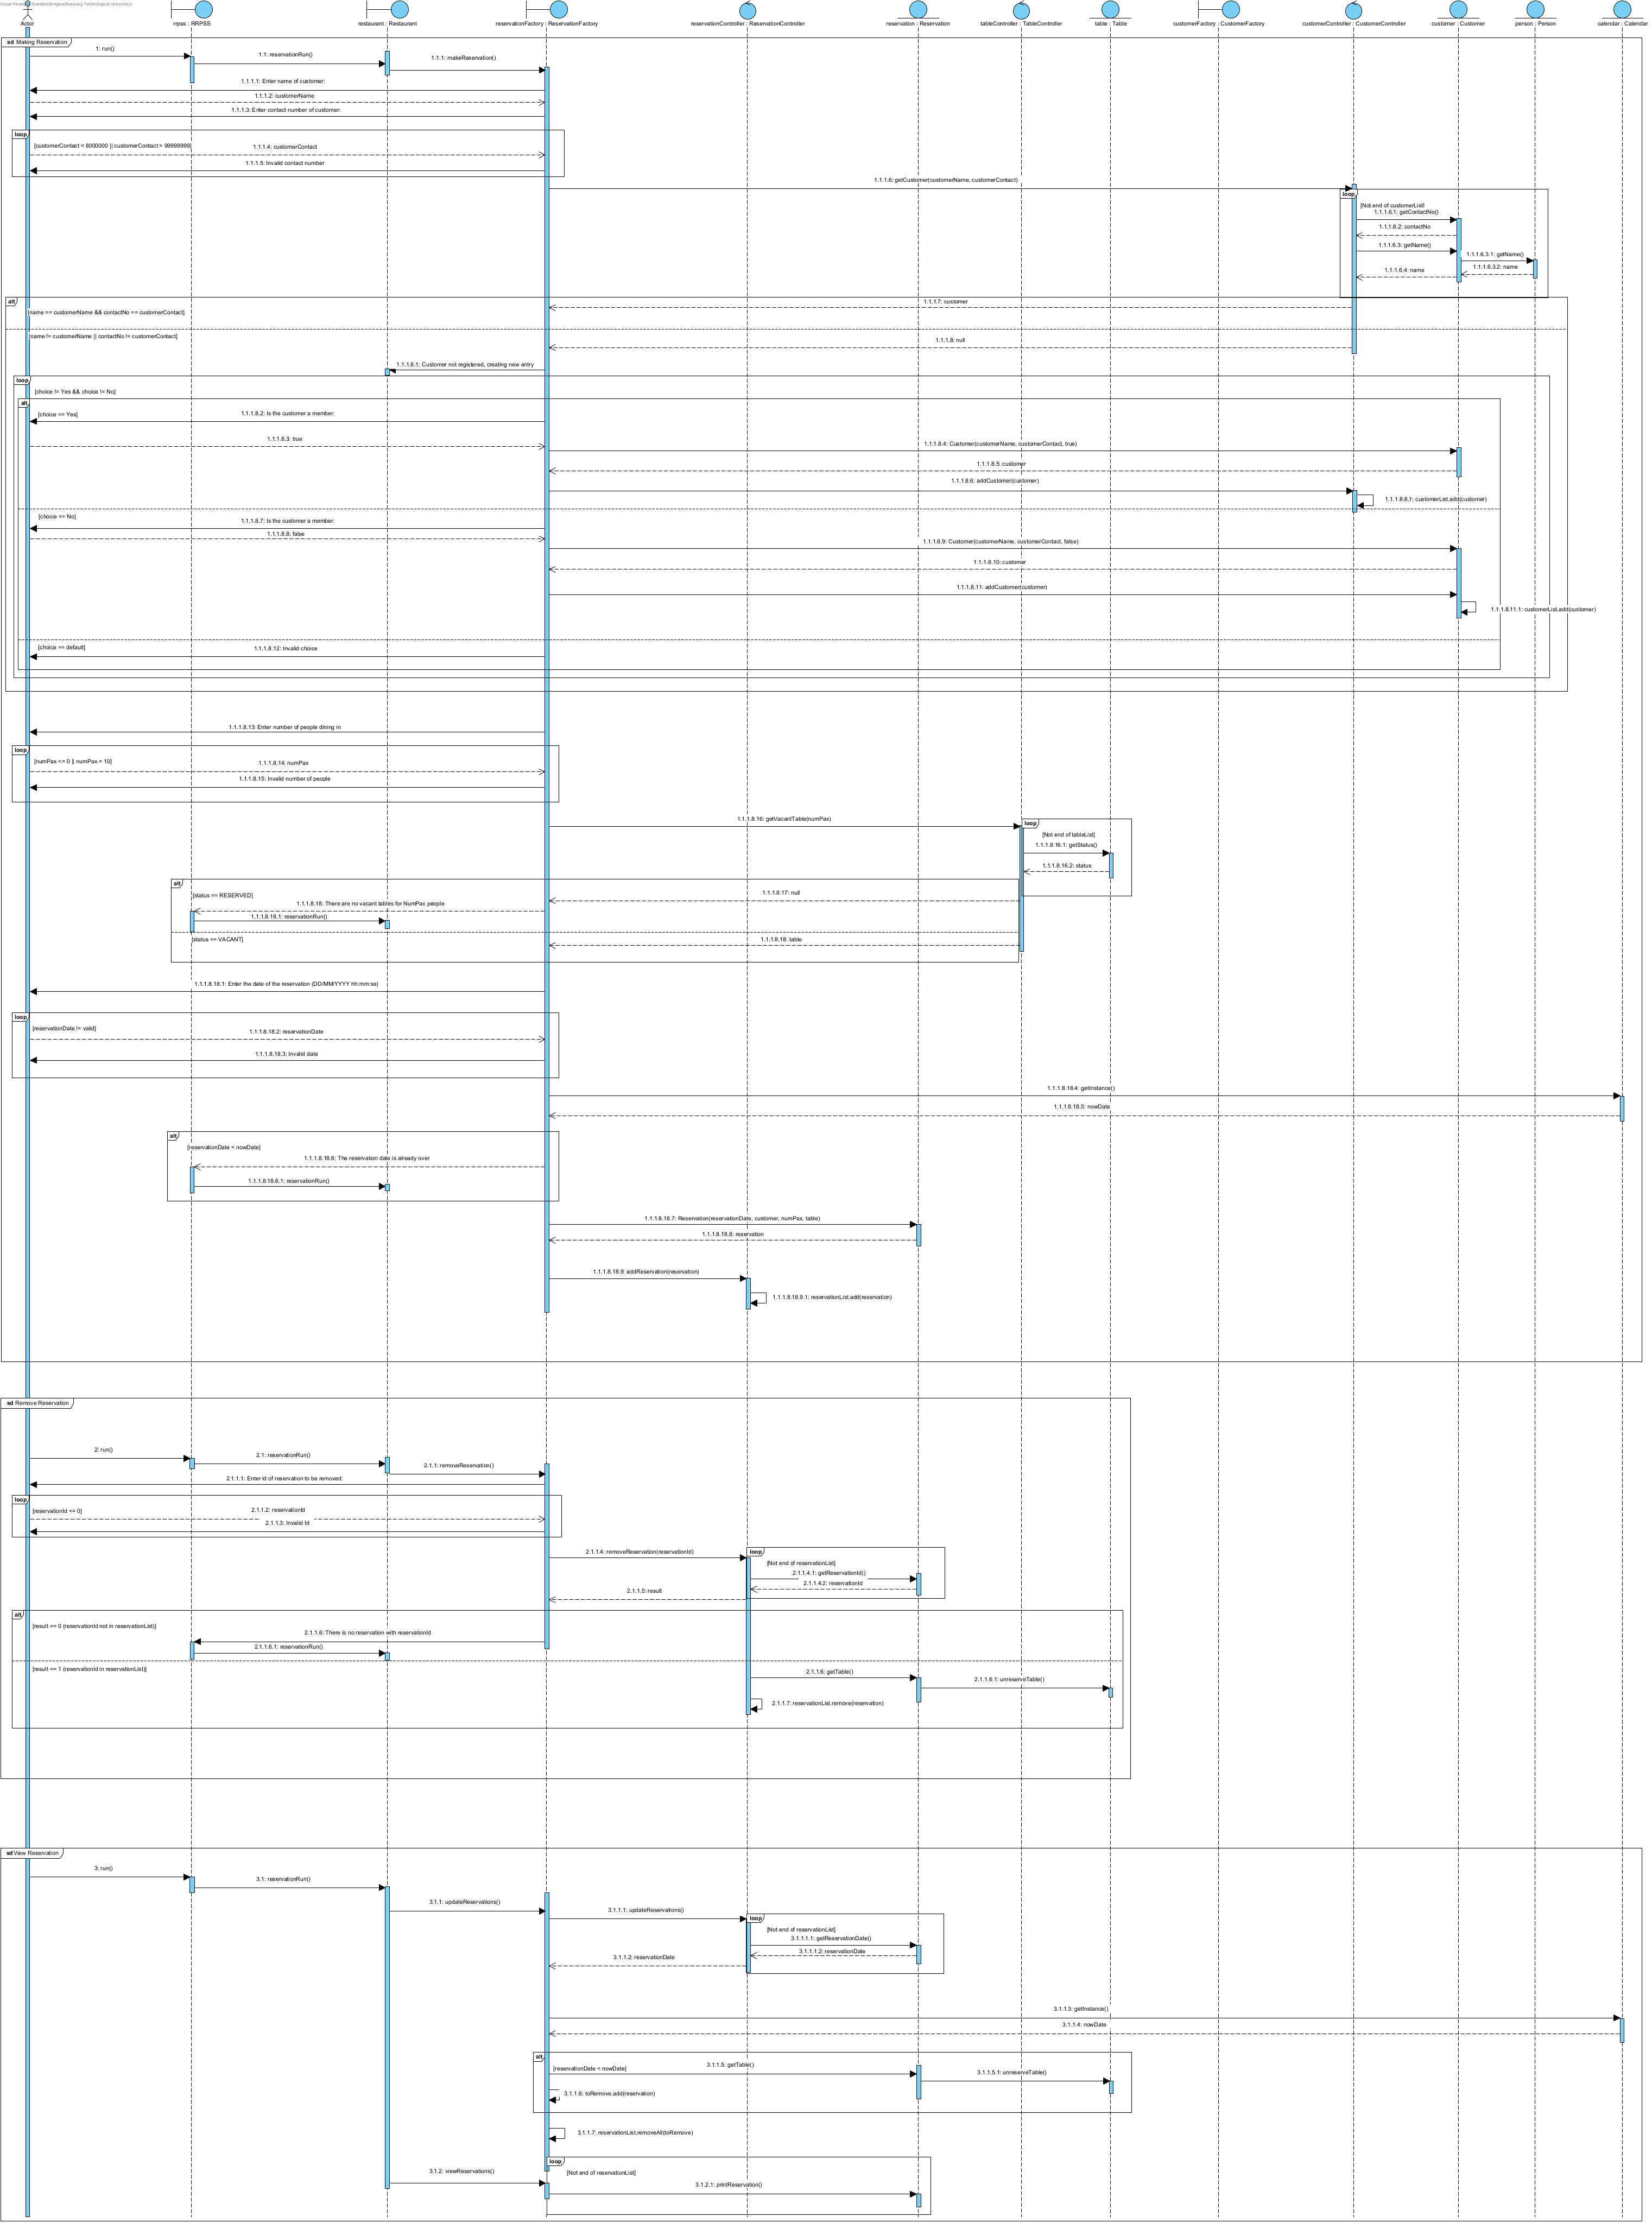 Actor
rrpss : RRPSS
restaurant : Restaurant
reservationFactory : ReservationFactory
reservationController : ReservationController
reservation : Reservation
tableController : TableController
table : Table
customerFactory : CustomerFactory
customerController : CustomerController
customer : Customer
person : Person
calendar : Calendar
sd Making Reservation
1: run()
1.1: reservationRun()
1.1.1: makeReservation()
1.1.1.1: Enter name of customer:
1.1.1.2: customerName
1.1.1.3: Enter contact number of customer:
loop
[customerContact < 8000000 || customerContact > 99999999]
1.1.1.4: customerContact
1.1.1.5: Invalid contact number
1.1.1.6: getCustomer(customerName, customerContact)
loop
[Not end of customerList]
1.1.1.6.1: getContactNo()
1.1.1.6.2: contactNo
1.1.1.6.3: getName()
1.1.1.6.3.1: getName()
1.1.1.6.3.2: name
1.1.1.6.4: name
alt
1.1.1.7: customer
[name == customerName && contactNo == customerContact]
[name != customerName || contactNo != customerContact]
1.1.1.8: null
1.1.1.8.1: Customer not registered, creating new entry
loop
[choice != Yes && choice != No]
alt
[choice == Yes]
1.1.1.8.2: Is the customer a member:
1.1.1.8.3: true
1.1.1.8.4: Customer(customerName, customerContact, true)
1.1.1.8.5: customer
1.1.1.8.6: addCustomer(customer)
1.1.1.8.6.1: customerList.add(customer)
[choice == No]
1.1.1.8.7: Is the customer a member:
1.1.1.8.8: false
1.1.1.8.9: Customer(customerName, customerContact, false)
1.1.1.8.10: customer
1.1.1.8.11: addCustomer(customer)
1.1.1.8.11.1: customerList.add(customer)
[choice == default]
1.1.1.8.12: Invalid choice
1.1.1.8.13: Enter number of people dining in
loop
[numPax <= 0 || numPax > 10]
1.1.1.8.14: numPax
1.1.1.8.15: Invalid number of people
1.1.1.8.16: getVacantTable(numPax)
loop
[Not end of tableList]
1.1.1.8.16.1: getStatus()
1.1.1.8.16.2: status
alt
[status == RESERVED]
1.1.1.8.17: null
1.1.1.8.18: There are no vacant tables for NumPax people
1.1.1.8.18.1: reservationRun()
[status == VACANT]
1.1.1.8.18: table
1.1.1.8.18.1: Enter the date of the reservation (DD/MM/YYYY hh:mm:ss)
loop
[reservationDate != valid]
1.1.1.8.18.2: reservationDate
1.1.1.8.18.3: Invalid date
1.1.1.8.18.4: getInstance()
1.1.1.8.18.5: nowDate
alt
[reservationDate < nowDate]
1.1.1.8.18.6: The reservation date is already over
1.1.1.8.18.6.1: reservationRun()
1.1.1.8.18.7: Reservation(reservationDate, customer, numPax, table)
1.1.1.8.18.8: reservation
1.1.1.8.18.9: addReservation(reservation)
1.1.1.8.18.9.1: reservationList.add(reservation)
sd Remove Reservation
2: run()
2.1: reservationRun()
2.1.1: removeReservation()
2.1.1.1: Enter id of reservation to be removed:
loop
[reservationId <= 0]
2.1.1.2: reservationId
2.1.1.3: Invalid Id
2.1.1.4: removeReservation(reservationId)
loop
[Not end of reservationList]
2.1.1.4.1: getReservationId()
2.1.1.4.2: reservationId
2.1.1.5: result
alt
[result == 0 (reservationId not in reservationList)]
2.1.1.6: There is no reservation with reservationId
2.1.1.6.1: reservationRun()
[result == 1 (reservationId in reservationList)]
2.1.1.6: getTable()
2.1.1.6.1: unreserveTable()
2.1.1.7: reservationList.remove(reservation)
sd View Reservation
3: run()
3.1: reservationRun()
3.1.1: updateReservations()
3.1.1.1: updateReservations()
loop
[Not end of reservationList]
3.1.1.1.1: getReservationDate()
3.1.1.1.2: reservationDate
3.1.1.2: reservationDate
3.1.1.3: getInstance()
3.1.1.4: nowDate
alt
[reservationDate < nowDate]
3.1.1.5: getTable()
3.1.1.5.1: unreserveTable()
3.1.1.6: toRemove.add(reservation)
3.1.1.7: reservationList.removeAll(toRemove)
loop
3.1.2: viewReservations()
[Not end of reservationList]
3.1.2.1: printReservation()